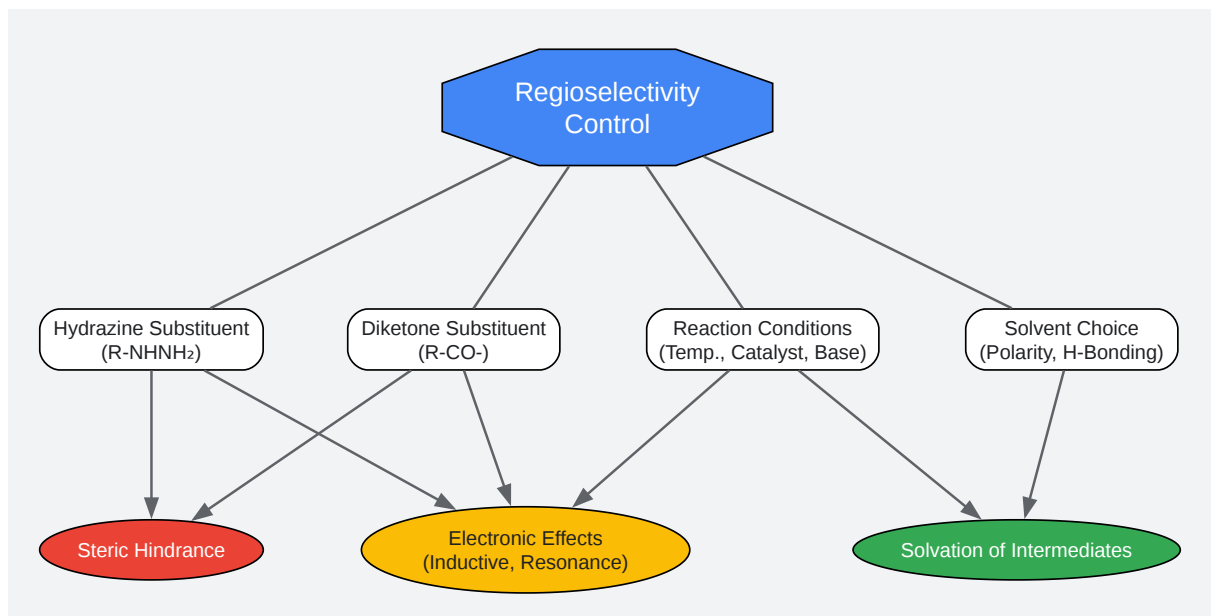 Regioselectivity
Control
Hydrazine Substituent
(R-NHNH₂)
Diketone Substituent
(R-CO-)
Reaction Conditions
(Temp., Catalyst, Base)
Solvent Choice
(Polarity, H-Bonding)
Steric Hindrance
Electronic Effects
(Inductive, Resonance)
Solvation of Intermediates